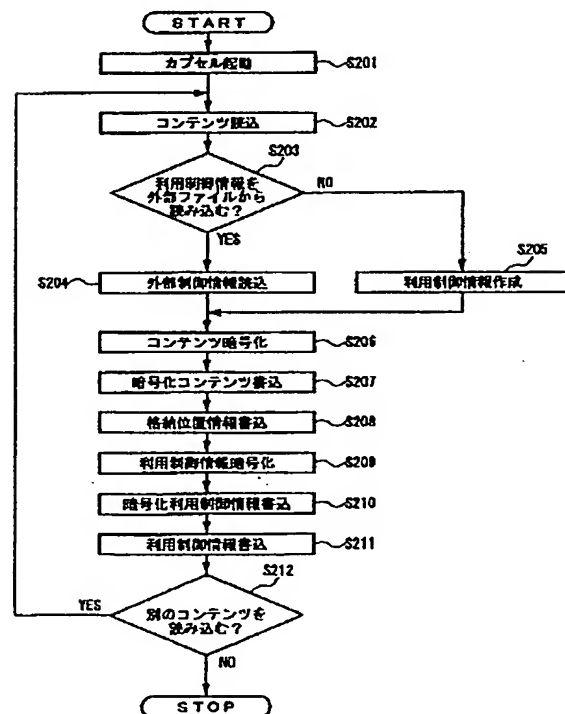 START
カプセル起動
S201
コンテンツ読込
S202
S203
利用制御情報を
外部ファイルから
読み込む?
NO
YES
S204
外部制御情報読込
S205
利用制御情報作成
コンテンツ暗号化
S206
暗号化コンテンツ書込
S207
格納位置情報書込
S208
利用制御情報暗号化
S209
暗号化利用制御情報書込
S210
利用制御情報書込
S211
S212
YES
別のコンテンツを
読み込む?
NO
STOP